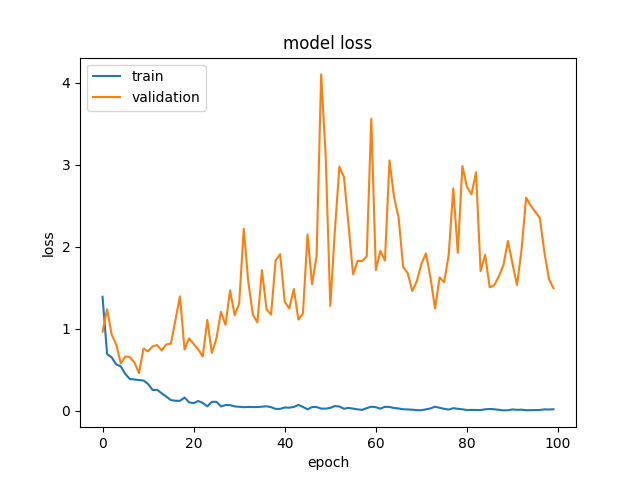 model loss
train
validation
loss
4
3
2
1
0
0 20 40 60 80 100
epoch